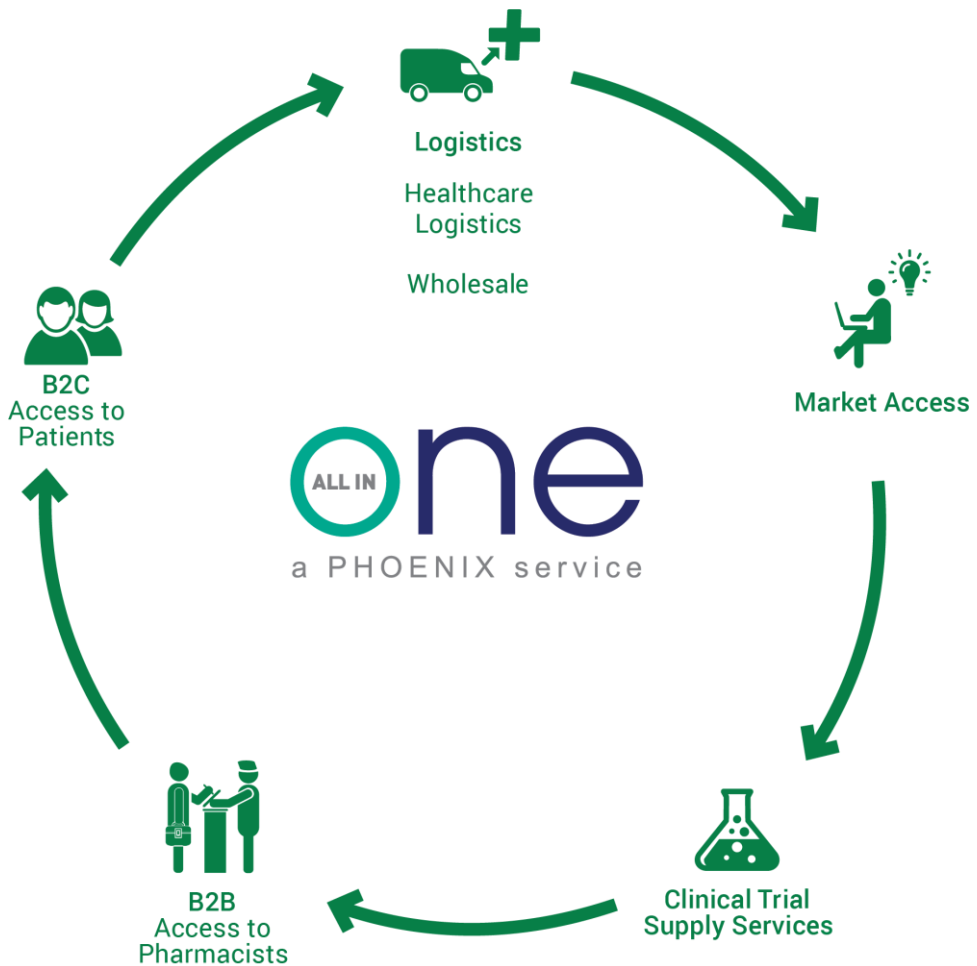 Logistics
Healthcare
Logistics
Wholesale
Market Access
Clinical Trial
Supply Services
B2B
Access to
Pharmacists
B2C
Access to
Patients
ALL IN
one
a PHOENIX service